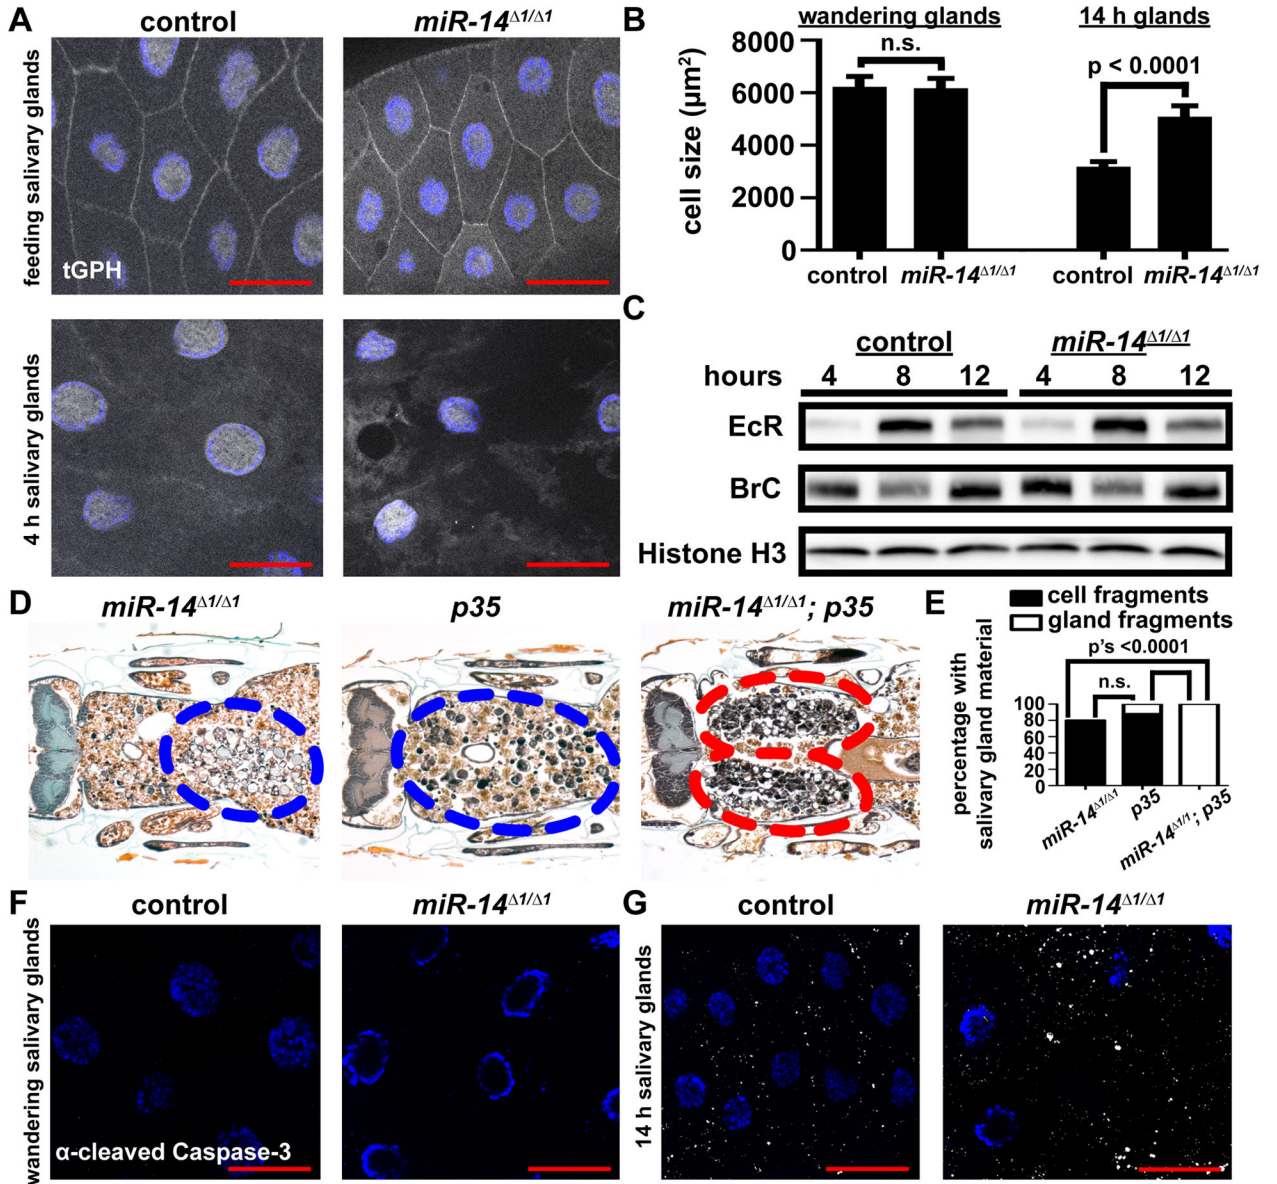 A
control
miR-14Δ1/Δ1
feeding salivary glands
tGPH
4 h salivary glands
B
wandering glands
14 h glands
n.s.
p < 0.0001
cell size (µm²)
8000
6000
4000
2000
0
control
miR-14Δ1/Δ1
control
miR-14Δ1/Δ1
C
control
miR-14Δ1/Δ1
hours
4
8
12
4
8
12
EcR
BrC
Histone H3
D
miR-14Δ1/Δ1
p35
miR-14Δ1/Δ1; p35
E
cell fragments
gland fragments
p's <0.0001
n.s.
percentage with
salivary gland material
100
80
60
40
20
0
miR-14Δ1/Δ1
p35
miR-14Δ1/1; p35
F
control
miR-14Δ1/Δ1
wandering salivary glands
α-cleaved Caspase-3
G
control
miR-14Δ1/Δ1
14 h salivary glands